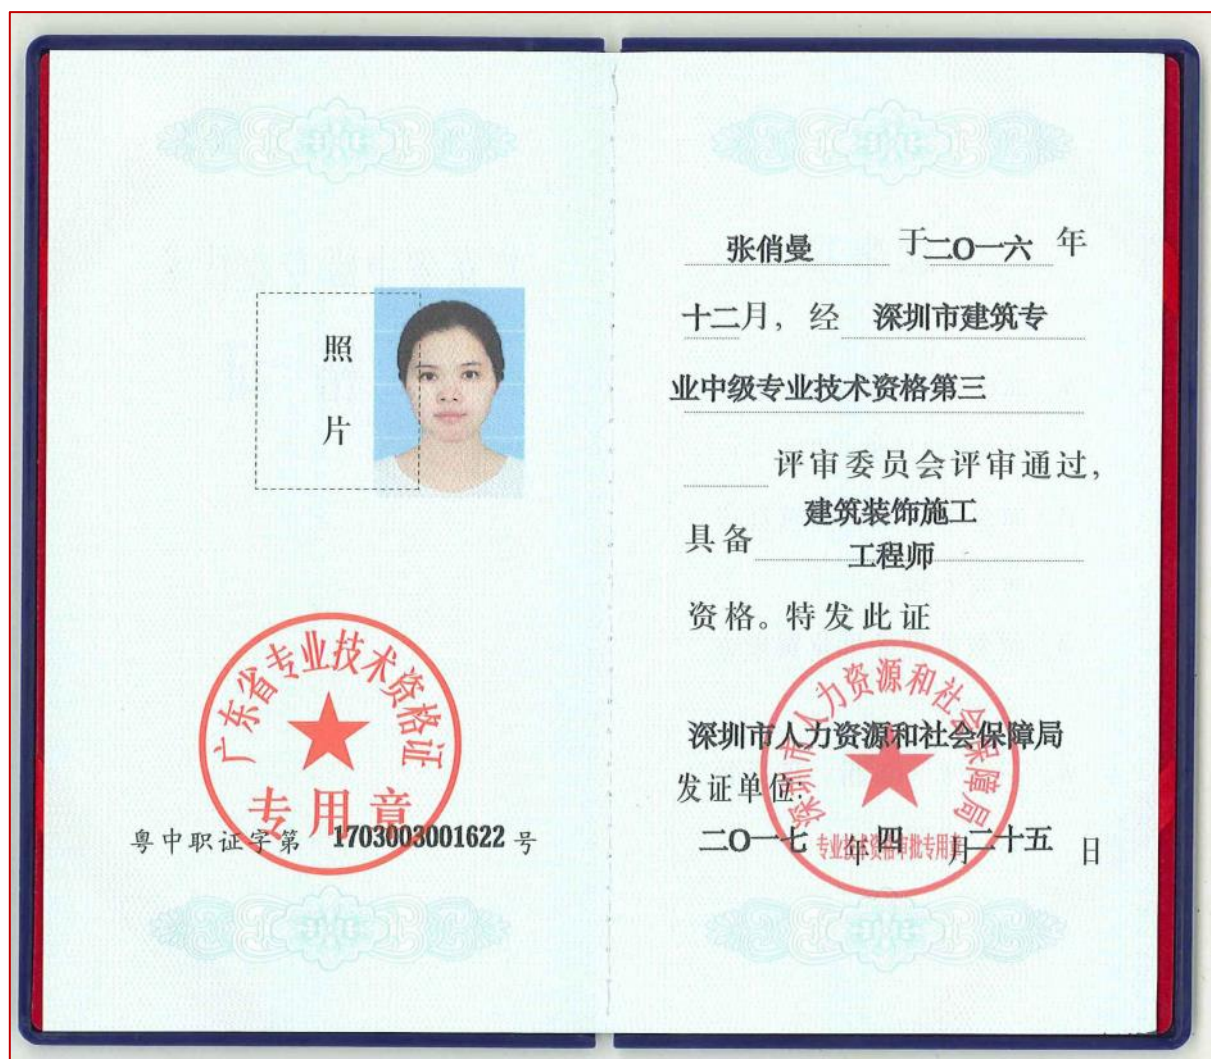 照
片
广东省专业技术资格证
专用章
粤中职证字第 1703003001622 号
张俏曼 于二〇一六 年
十二月，经 深圳市建筑专
业中级专业技术资格第三
评审委员会评审通过，
具备 建筑装饰施工
工程师
资格。特发此证
深圳市人力资源和社会保障局
深圳市人力资源和社会保障局
发证单位：
二〇一七 年 四 月二十五 日
专业技术资格审批专用章